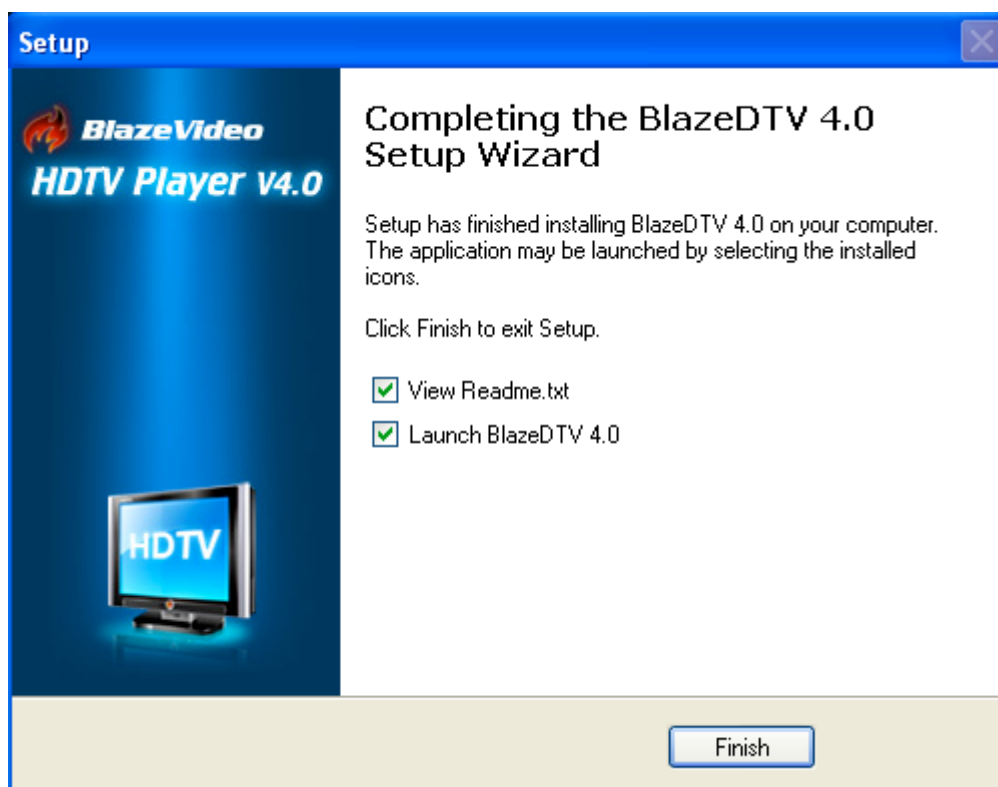 Setup
BlazeVideo
HDTV Player V4.0
HDTV
Completing the BlazeDTV 4.0
Setup Wizard
Setup has finished installing BlazeDTV 4.0 on your computer.
The application may be launched by selecting the installed
icons.
Click Finish to exit Setup.
View Readme.txt
Launch BlazeDTV 4.0
Finish